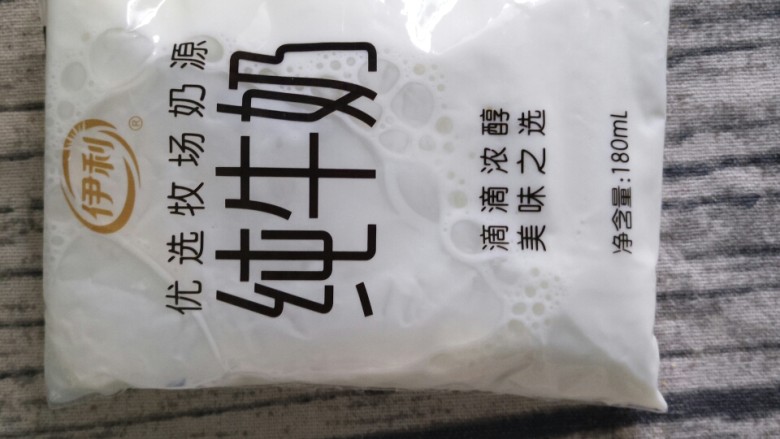 伊利®
优选牧场奶源
纯牛奶
滴滴浓醇
美味之选
净含量:180mL